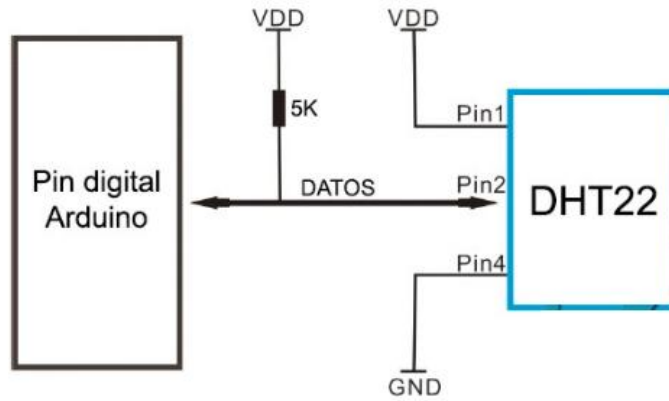 VDD
VDD
5K
Pin1
Pin digital
Arduino
DATOS
Pin2
DHT22
Pin4
GND